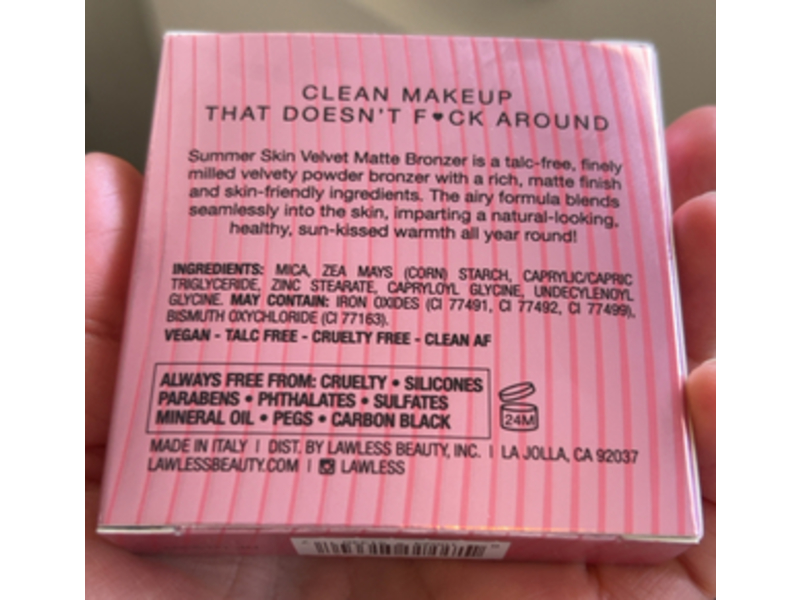 CLEAN MAKEUP
THAT DOESN'T F♥CK AROUND
Summer Skin Velvet Matte Bronzer is a talc-free, finely
milled velvety powder bronzer with a rich, matte finish
and skin-friendly ingredients. The airy formula blends
seamlessly into the skin, imparting a natural-looking,
healthy, sun-kissed warmth all year round!
INGREDIENTS: MICA, ZEA MAYS (CORN) STARCH, CAPRYLIC/CAPRIC
TRIGLYCERIDE, ZINC STEARATE, CAPRYLOYL GLYCINE, UNDECYLENOYL
GLYCINE. MAY CONTAIN: IRON OXIDES (CI 77491, CI 77492, CI 77499),
BISMUTH OXYCHLORIDE (CI 77163).
VEGAN - TALC FREE - CRUELTY FREE - CLEAN AF
ALWAYS FREE FROM: CRUELTY • SILICONES
PARABENS • PHTHALATES • SULFATES
MINERAL OIL • PEGS • CARBON BLACK
24M
MADE IN ITALY | DIST. BY LAWLESS BEAUTY, INC. | LA JOLLA, CA 92037
LAWLESSBEAUTY.COM | LAWLESS